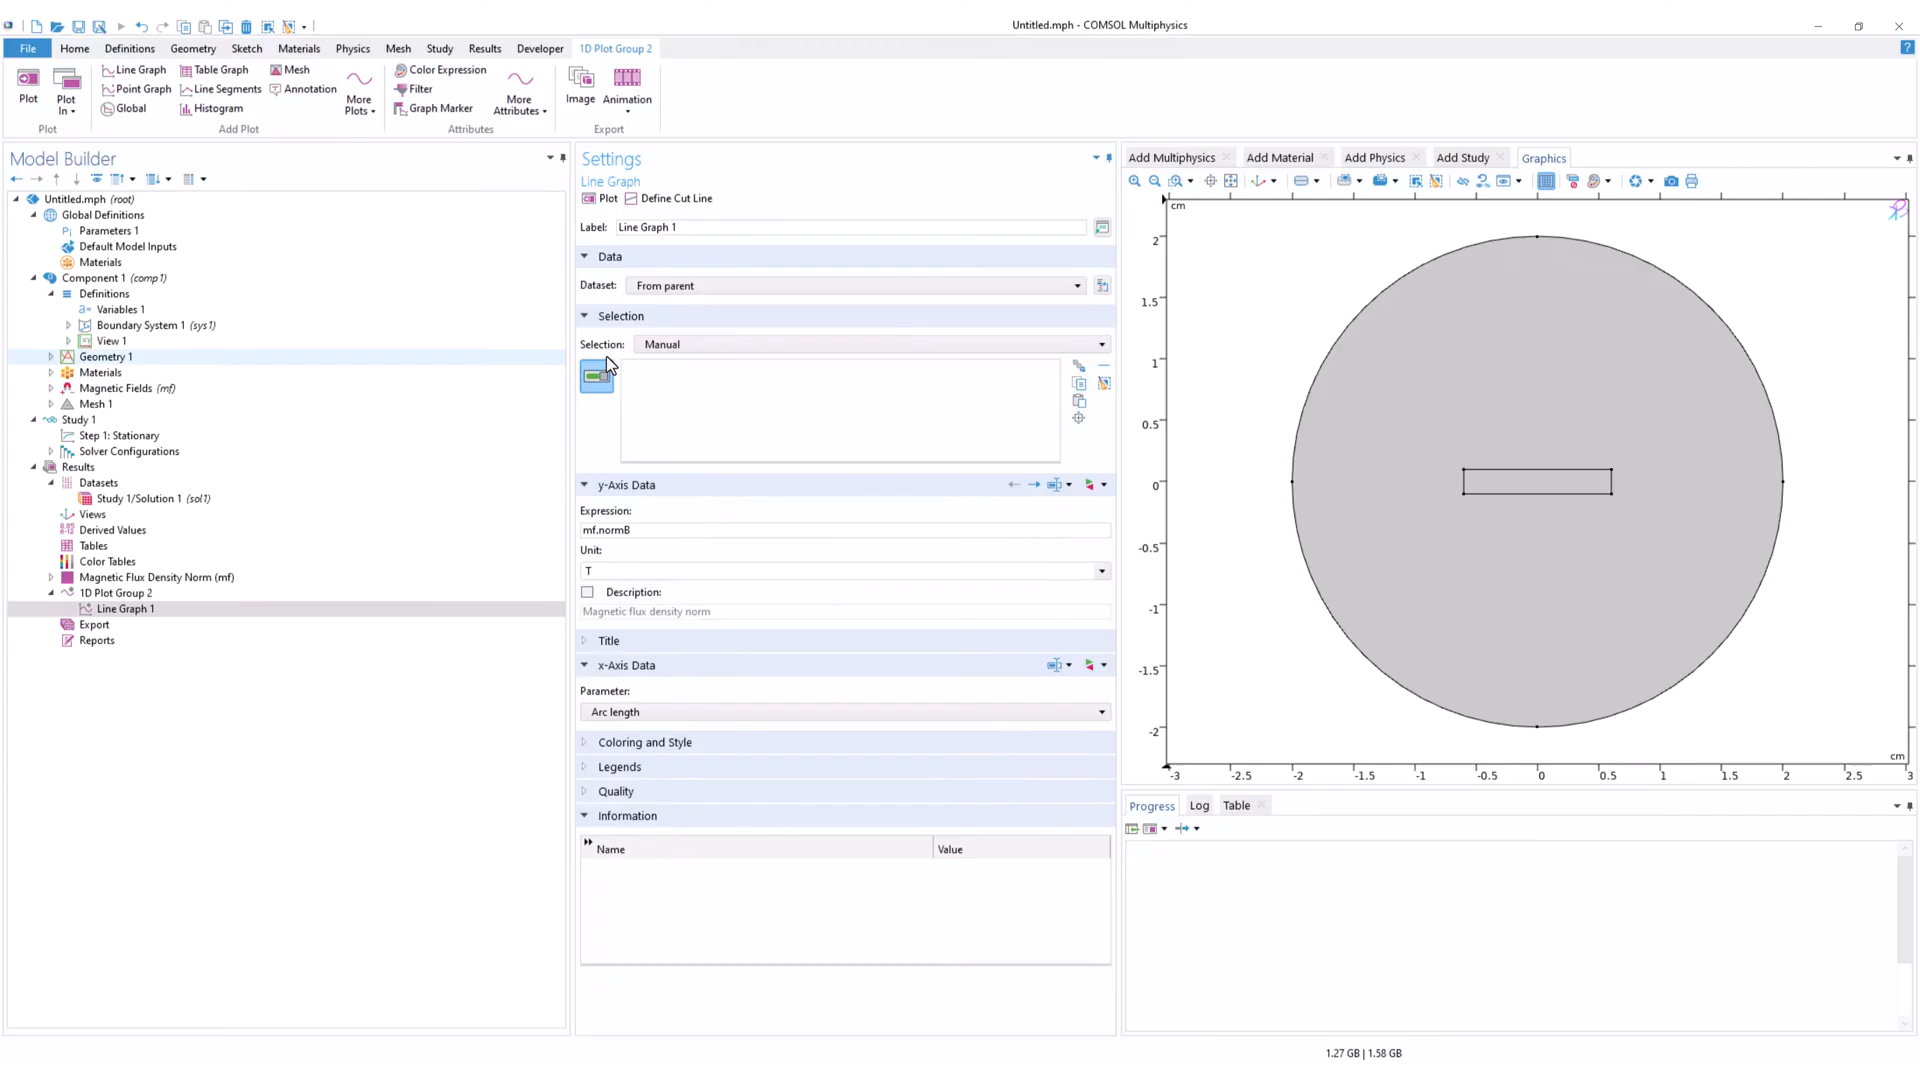 Untitled.mph - COMSOL Multiphysics
File Home Definitions Geometry Sketch Materials Physics Mesh Study Results Developer 1D Plot Group 2
Plot
Plot In
Plot
Line Graph Table Graph Mesh
Point Graph Line Segments Annotation
Global Histogram
More Plots
Add Plot
Color Expression
Filter
Graph Marker
More Attributes
Attributes
Image Animation
Export
Model Builder
Untitled.mph (root)
Global Definitions
Pi Parameters 1
Default Model Inputs
Materials
Component 1 (comp1)
Definitions
a= Variables 1
Boundary System 1 (sys1)
View 1
Geometry 1
Materials
Magnetic Fields (mf)
Mesh 1
Study 1
Step 1: Stationary
Solver Configurations
Results
Datasets
Study 1/Solution 1 (sol1)
Views
Derived Values
Tables
Color Tables
Magnetic Flux Density Norm (mf)
1D Plot Group 2
Line Graph 1
Export
Reports
Settings
Line Graph
Plot Define Cut Line
Label: Line Graph 1
Data
Dataset: From parent
Selection
Selection: Manual
y-Axis Data
Expression:
mf.normB
Unit:
T
Description:
Magnetic flux density norm
Title
x-Axis Data
Parameter:
Arc length
Coloring and Style
Legends
Quality
Information
Name Value
Add Multiphysics Add Material Add Physics Add Study Graphics
cm
2
1.5
1
0.5
0
-0.5
-1
-1.5
-2
cm
-3 -2.5 -2 -1.5 -1 -0.5 0 0.5 1 1.5 2 2.5 3
Progress Log Table
1.27 GB | 1.58 GB